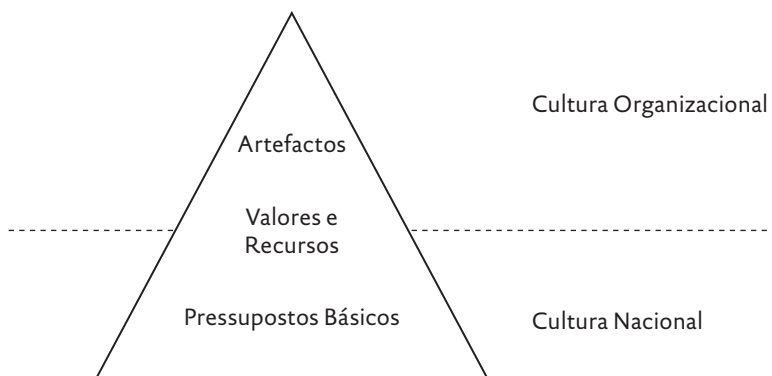 Cultura Organizacional
Artefactos
Valores e
Recursos
Pressupostos Básicos
Cultura Nacional